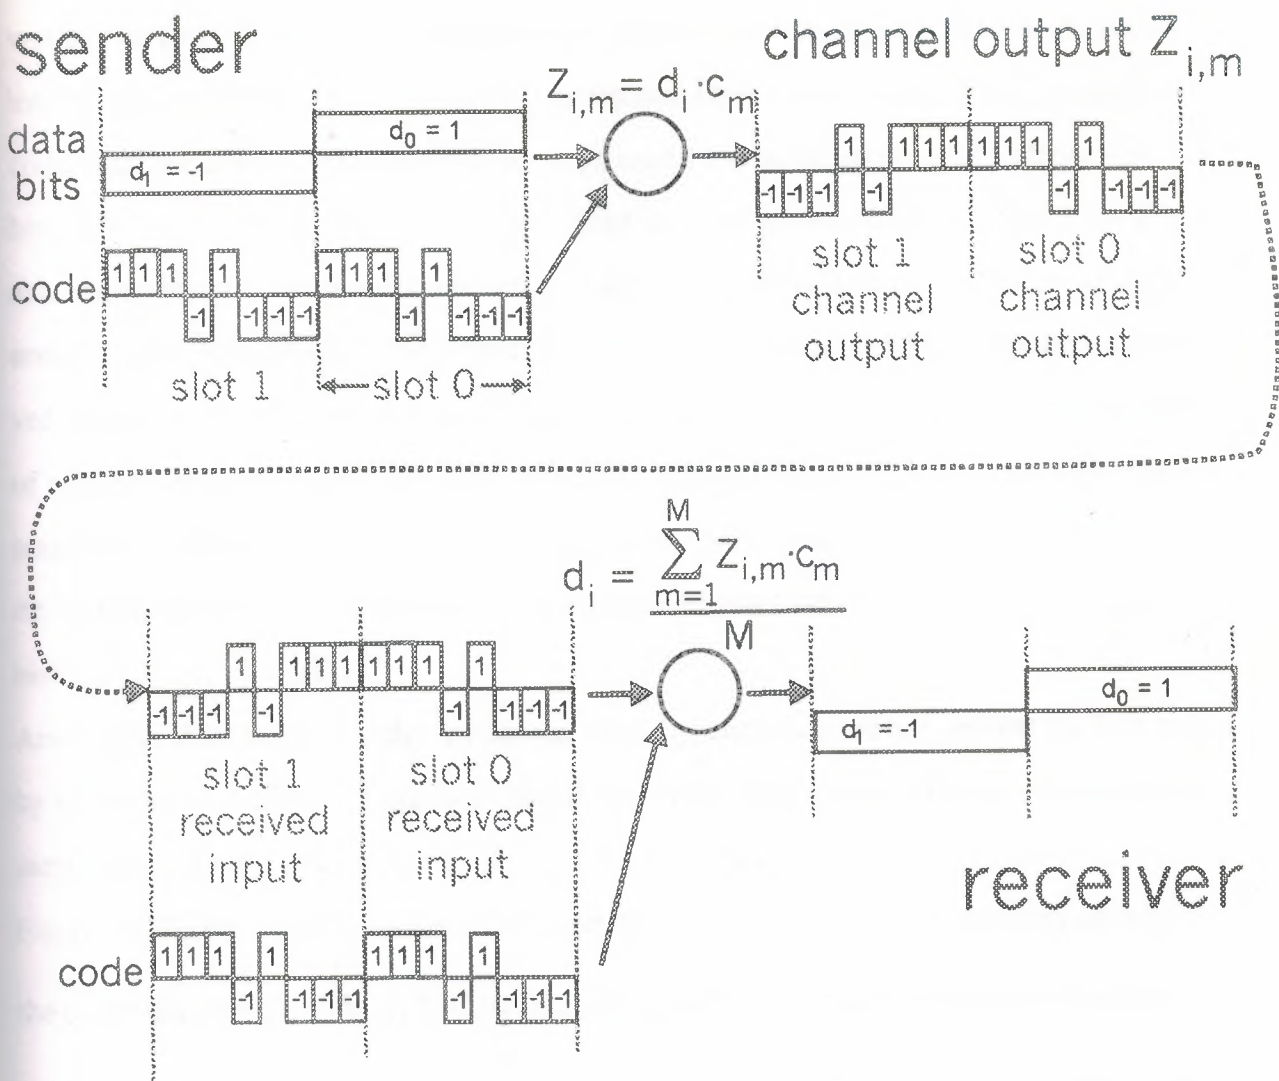 sender
channel output Z i,m
Z i,m = d i · c m
data bits
d0 = 1
d1 = -1
1 1 1 1 1 1 1 1
-1 -1 -1 -1 -1 -1 -1 -1
code
1 1 1 1 1 1 1 1
-1 -1 -1 -1 -1 -1 -1 -1
slot 1
slot 0
slot 1 channel output
slot 0 channel output
d i = M ∑ m=1 Z i,m · c m
M
1 1 1 1 1 1 1 1
-1 -1 -1 -1 -1 -1 -1 -1
d0 = 1
d1 = -1
slot 1 received input
slot 0 received input
receiver
code
1 1 1 1 1 1 1 1
-1 -1 -1 -1 -1 -1 -1 -1